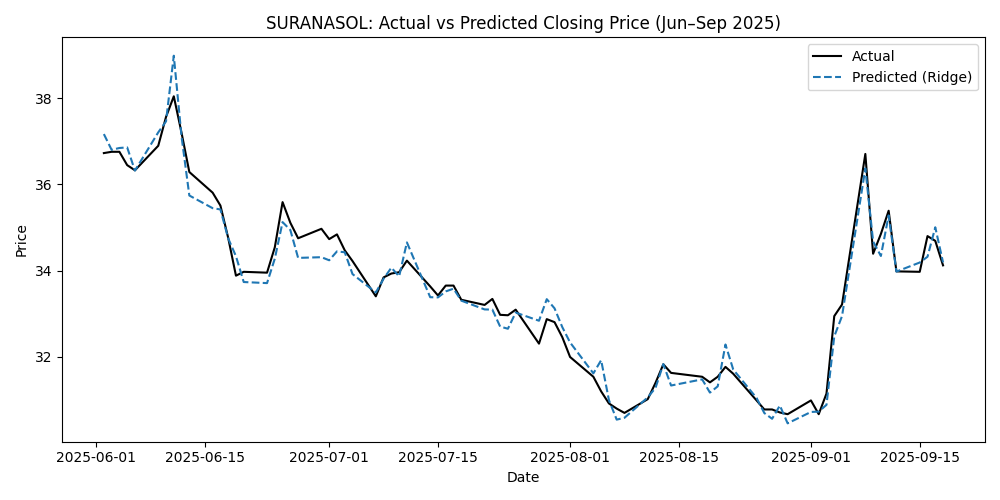 SURANASOL: Actual vs Predicted Closing Price (Jun–Sep 2025)
Actual
Predicted (Ridge)
Price
38
36
34
32
2025-06-01 2025-06-15 2025-07-01 2025-07-15 2025-08-01 2025-08-15 2025-09-01 2025-09-15
Date